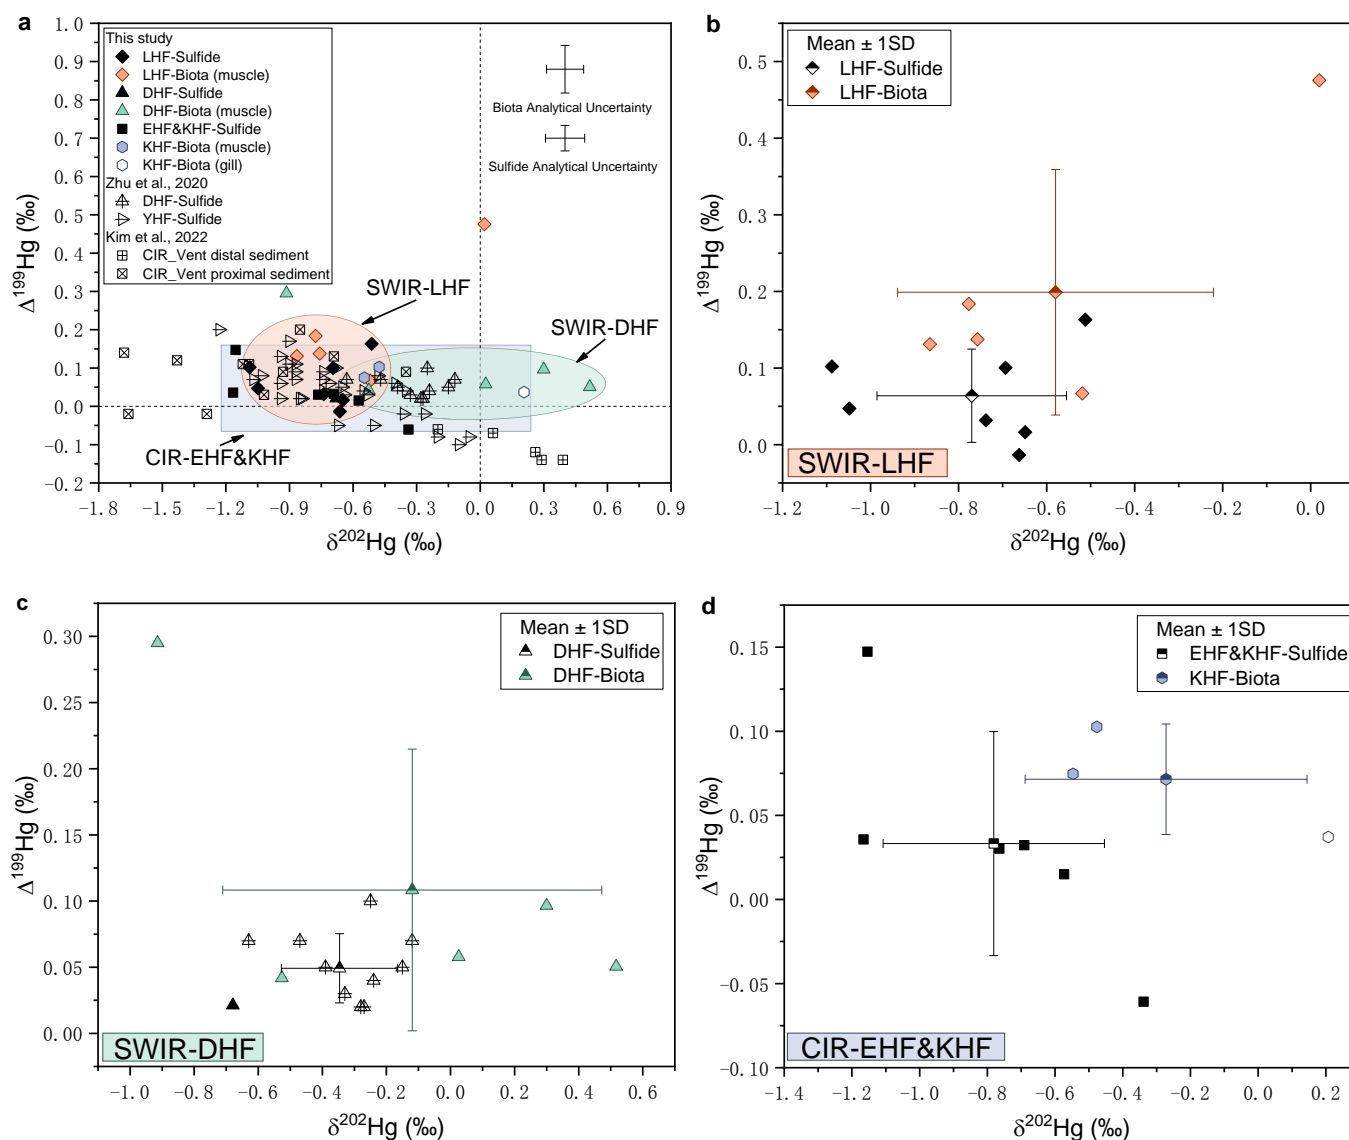 a
This study
LHF-Sulfide
LHF-Biota (muscle)
DHF-Sulfide
DHF-Biota (muscle)
EHF&KHF-Sulfide
KHF-Biota (muscle)
KHF-Biota (gill)
Zhu et al., 2020
DHF-Sulfide
YHF-Sulfide
Kim et al., 2022
CIR_Vent distal sediment
CIR_Vent proximal sediment
Biota Analytical Uncertainty
Sulfide Analytical Uncertainty
SWIR-LHF
SWIR-DHF
CIR-EHF&KHF
1.0
0.9
0.8
0.7
0.6
0.5
0.4
0.3
0.2
0.1
0.0
-0.1
-0.2
Δ¹⁹⁹Hg (‰)
-1.8 -1.5 -1.2 -0.9 -0.6 -0.3 0.0 0.3 0.6 0.9
δ²⁰²Hg (‰)
b
Mean ± 1SD
LHF-Sulfide
LHF-Biota
0.5
0.4
0.3
0.2
0.1
0.0
Δ¹⁹⁹Hg (‰)
SWIR-LHF
-1.2 -1.0 -0.8 -0.6 -0.4 -0.2 0.0
δ²⁰²Hg (‰)
c
Mean ± 1SD
DHF-Sulfide
DHF-Biota
0.30
0.25
0.20
0.15
0.10
0.05
0.00
Δ¹⁹⁹Hg (‰)
SWIR-DHF
-1.0 -0.8 -0.6 -0.4 -0.2 0.0 0.2 0.4 0.6
δ²⁰²Hg (‰)
d
Mean ± 1SD
EHF&KHF-Sulfide
KHF-Biota
0.15
0.10
0.05
0.00
-0.05
-0.10
Δ¹⁹⁹Hg (‰)
CIR-EHF&KHF
-1.4 -1.2 -1.0 -0.8 -0.6 -0.4 -0.2 0.0 0.2
δ²⁰²Hg (‰)